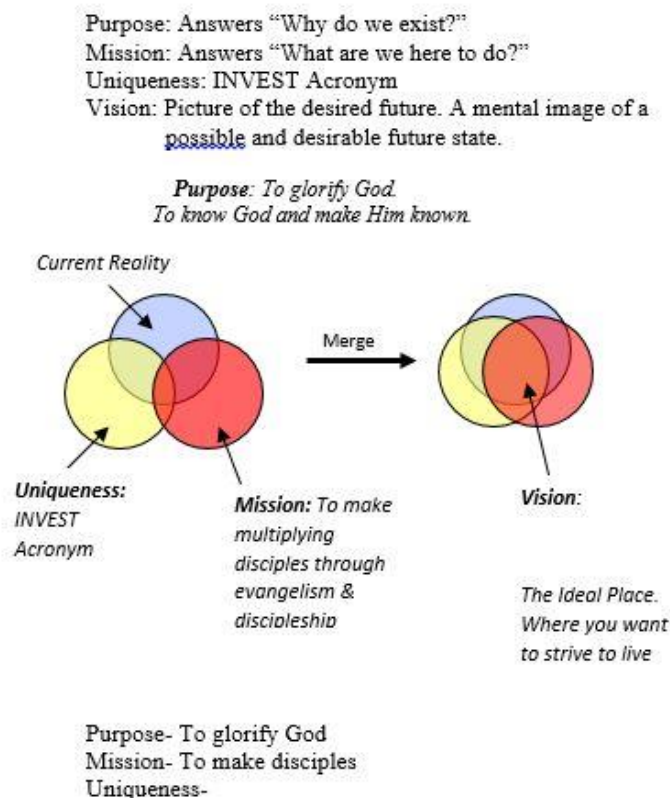 Purpose: Answers “Why do we exist?”
Mission: Answers “What are we here to do?”
Uniqueness: INVEST Acronym
Vision: Picture of the desired future. A mental image of a
possible and desirable future state.
Purpose: To glorify God.
To know God and make Him known.
Current Reality
Merge
Uniqueness:
INVEST
Acronym
Mission: To make
multiplying
disciples through
evangelism &
discipleship
Vision:
The Ideal Place.
Where you want
to strive to live
Purpose- To glorify God
Mission- To make disciples
Uniqueness-